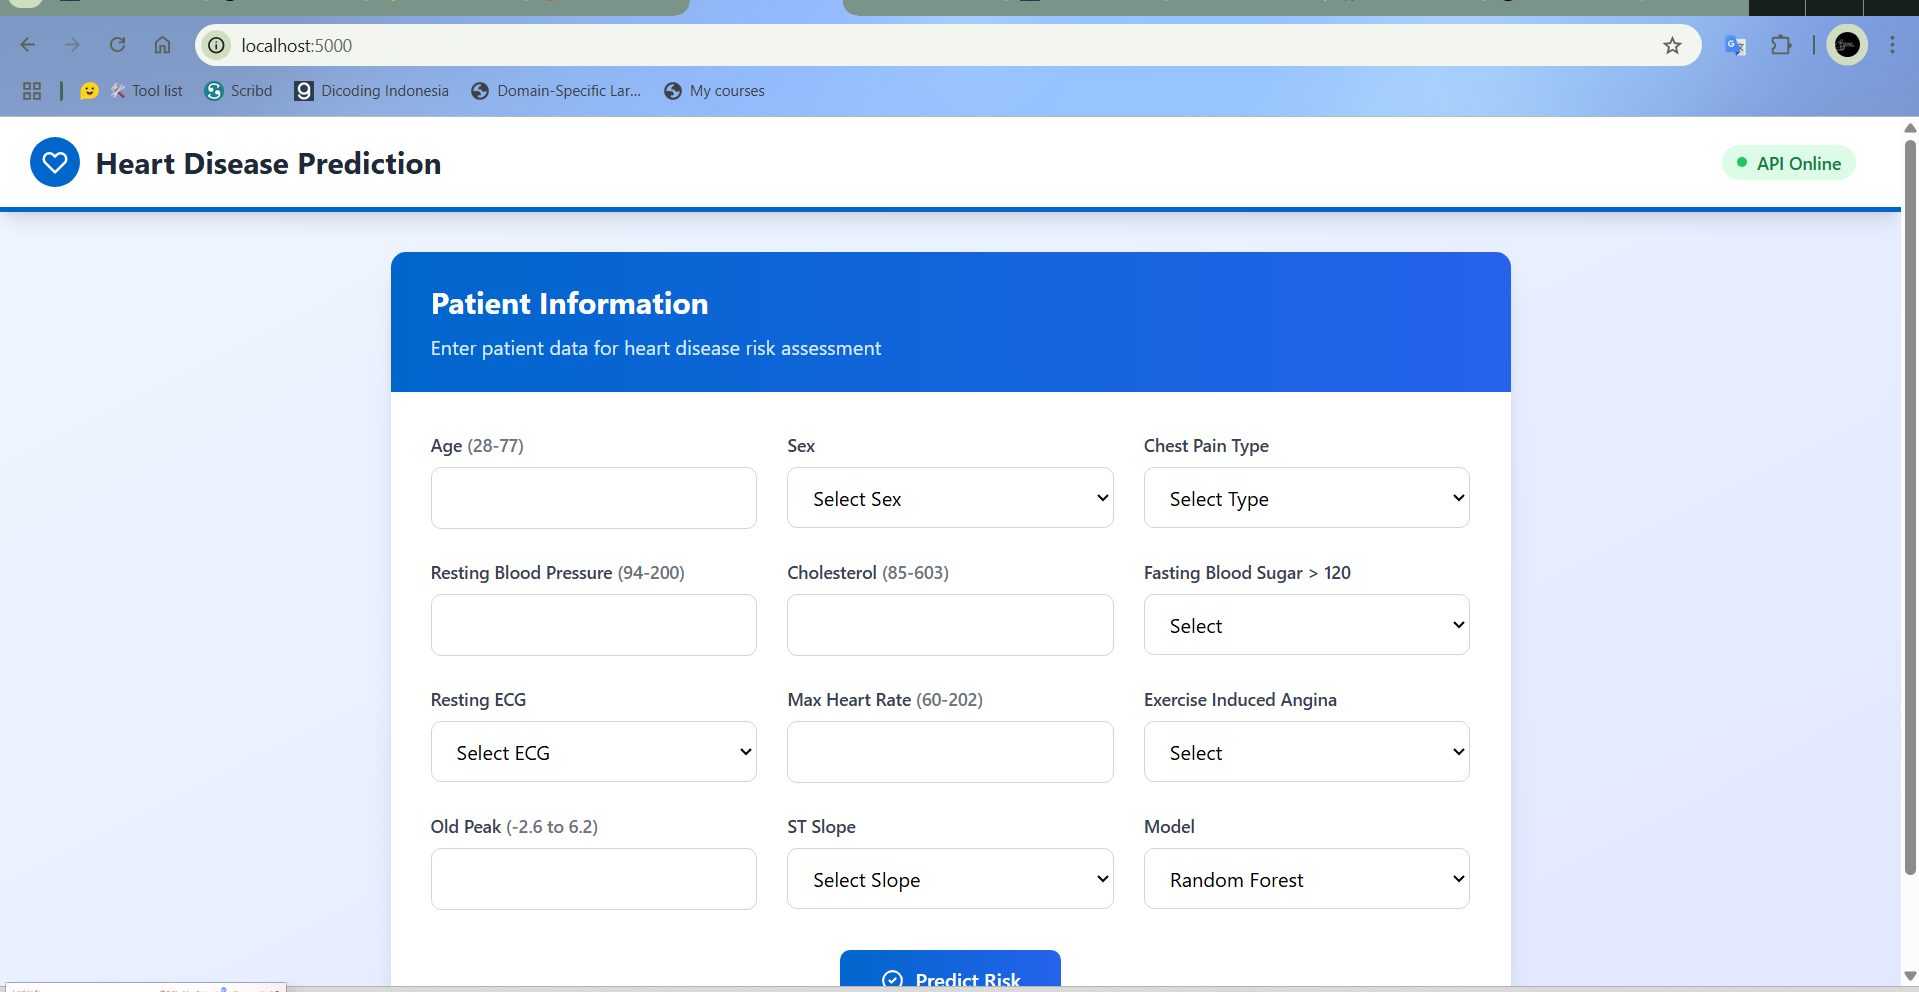 localhost:5000
Tool list
Scribd
Dicoding Indonesia
Domain-Specific Lar...
My courses
Heart Disease Prediction
API Online
Patient Information
Enter patient data for heart disease risk assessment
Age (28-77)
Sex
Chest Pain Type
Select Sex
Select Type
Resting Blood Pressure (94-200)
Cholesterol (85-603)
Fasting Blood Sugar > 120
Select
Resting ECG
Max Heart Rate (60-202)
Exercise Induced Angina
Select ECG
Select
Old Peak (-2.6 to 6.2)
ST Slope
Model
Select Slope
Random Forest
Predict Risk